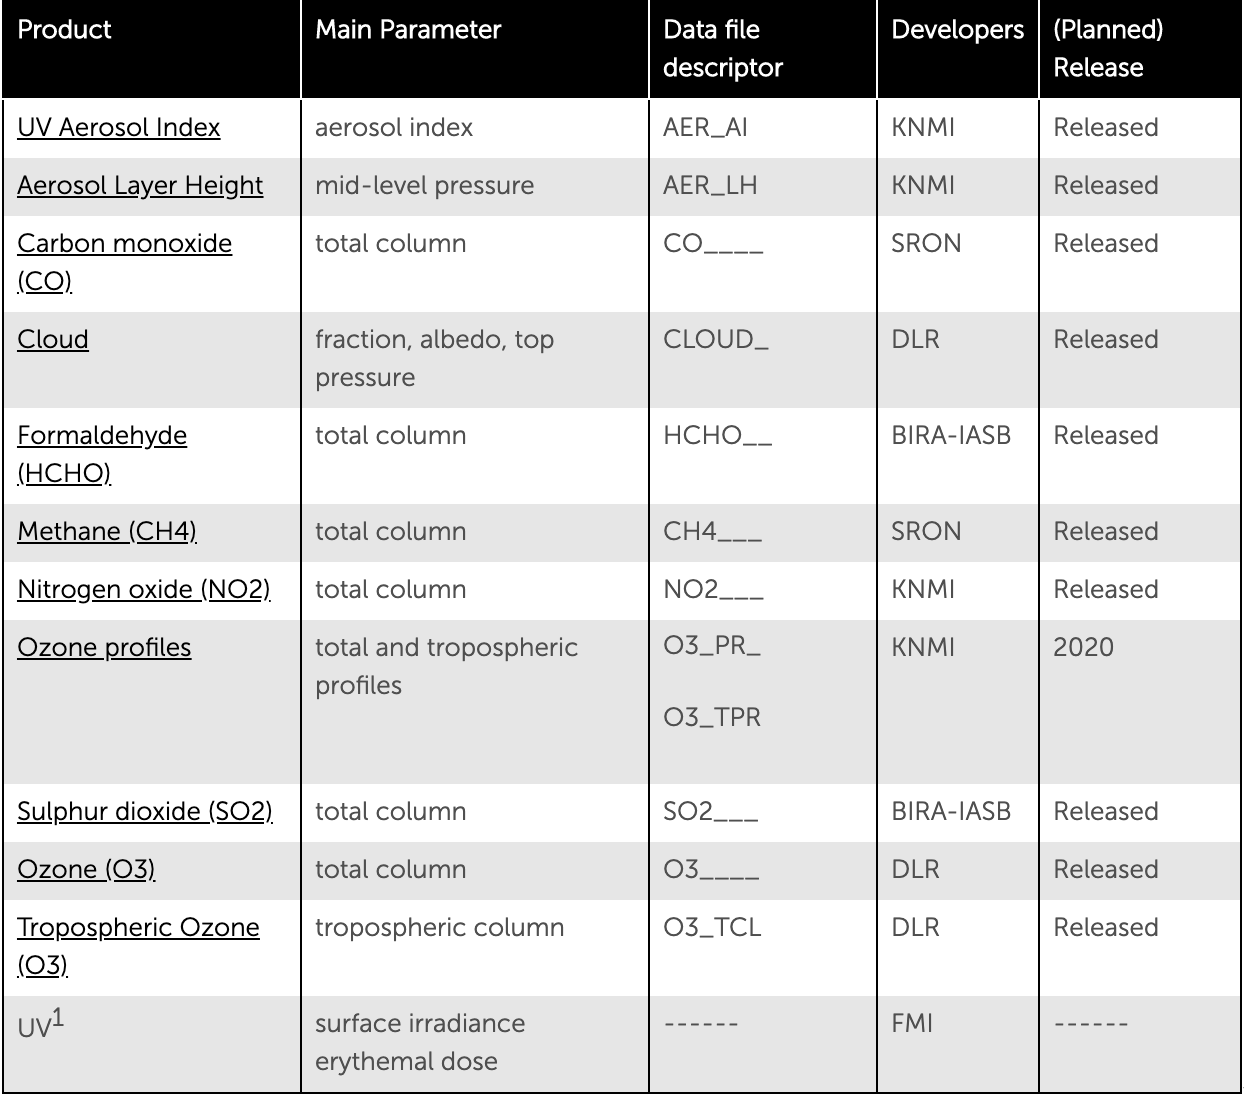 Product Main Parameter Data file descriptor Developers (Planned) Release
UV Aerosol Index aerosol index AER_AI KNMI Released
Aerosol Layer Height mid-level pressure AER_LH KNMI Released
Carbon monoxide (CO) total column CO____ SRON Released
Cloud fraction, albedo, top pressure CLOUD_ DLR Released
Formaldehyde (HCHO) total column HCHO__ BIRA-IASB Released
Methane (CH4) total column CH4___ SRON Released
Nitrogen oxide (NO2) total column NO2___ KNMI Released
Ozone profiles total and tropospheric profiles O3_PR_ O3_TPR KNMI 2020
Sulphur dioxide (SO2) total column SO2___ BIRA-IASB Released
Ozone (O3) total column O3____ DLR Released
Tropospheric Ozone (O3) tropospheric column O3_TCL DLR Released
UV1 surface irradiance erythemal dose ------ FMI ------